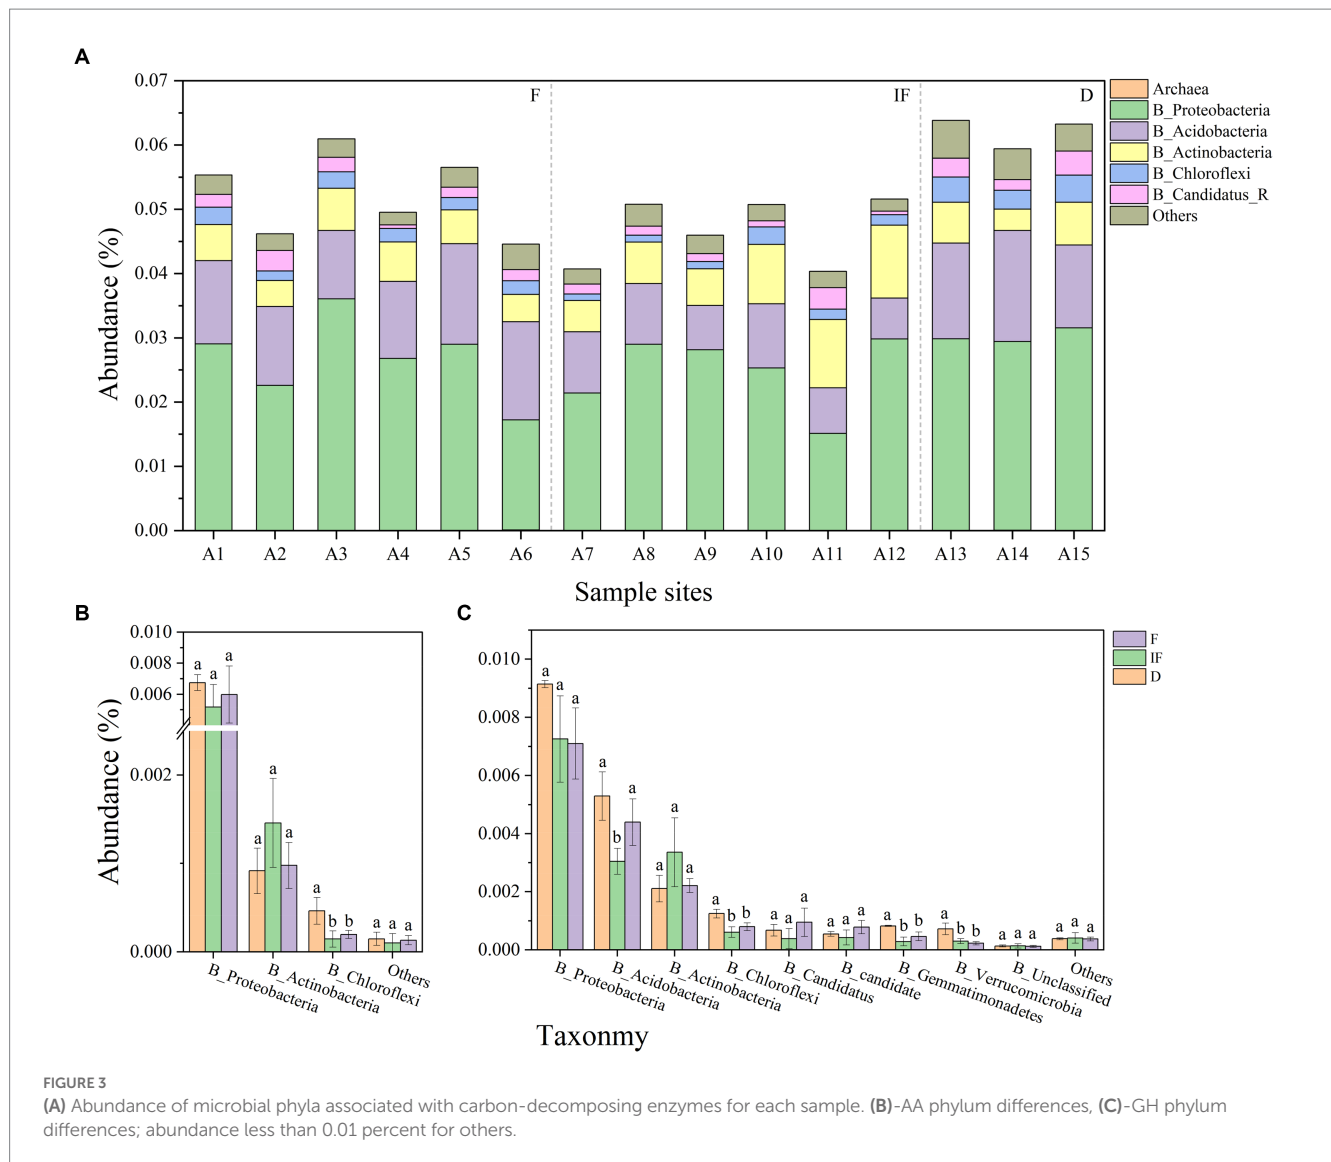 A
Abundance (%)
0.07
0.06
0.05
0.04
0.03
0.02
0.01
0.00
F
IF
D
Archaea
B_Proteobacteria
B_Acidobacteria
B_Actinobacteria
B_Chloroflexi
B_Candidatus_R
Others
A1 A2 A3 A4 A5 A6 A7 A8 A9 A10 A11 A12 A13 A14 A15
Sample sites
B
Abundance (%)
0.010
0.008
0.006
0.002
0.000
a a a
a a a
a b b
a a a
B_Proteobacteria
B_Actinobacteria
B_Chloroflexi
Others
C
0.010
0.008
0.006
0.004
0.002
0.000
a a a
a b a
a a a
a b b
a a a
a a a
a b b
a b b
a a a
a a a
B_Proteobacteria
B_Acidobacteria
B_Actinobacteria
B_Chloroflexi
B_Candidatus
B_candidate
B_Gemmatimonadetes
B_Verrucomicrobia
B_Unclassified
Others
F
IF
D
Taxonmy
FIGURE 3
(A) Abundance of microbial phyla associated with carbon-decomposing enzymes for each sample. (B)-AA phylum differences, (C)-GH phylum
differences; abundance less than 0.01 percent for others.